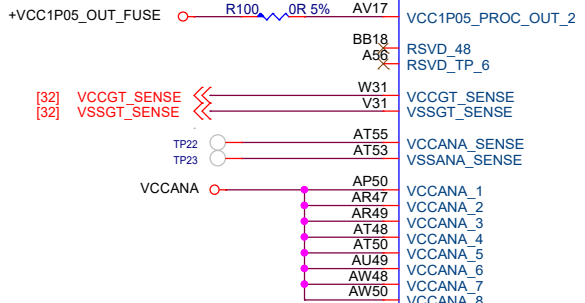 +VCC1P05_OUT_FUSE R100 0R 5% AV17 VCC1P05_PROC_OUT_2
BB18 RSVD_48
A56 RSVD_TP_6
[32] VCCGT_SENSE W31 VCCGT_SENSE
[32] VSSGT_SENSE V31 VSSGT_SENSE
TP22 AT55 VCCANA_SENSE
TP23 AT53 VSSANA_SENSE
VCCANA AP50 VCCANA_1
AR47 VCCANA_2
AR49 VCCANA_3
AT48 VCCANA_4
AT50 VCCANA_5
AU49 VCCANA_6
AW48 VCCANA_7
AW50 VCCANA_8